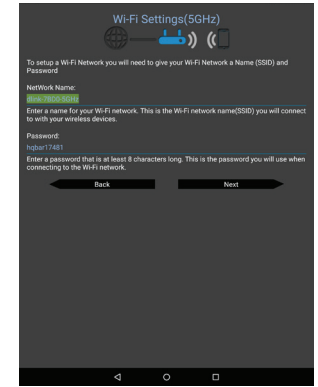 Wi-Fi Settings(5GHz)
To setup a Wi-Fi Network you will need to give your Wi-Fi Network a Name (SSID) and
Password
NetWork Name:
dlink-7800-5GHz
Enter a name for your Wi-Fi network. This is the Wi-Fi network name(SSID) you will connect
to with your wireless devices.
Password:
hqbar17481
Enter a password that is at least 8 characters long. This is the password you will use when
connecting to the Wi-Fi network.
Back
Next